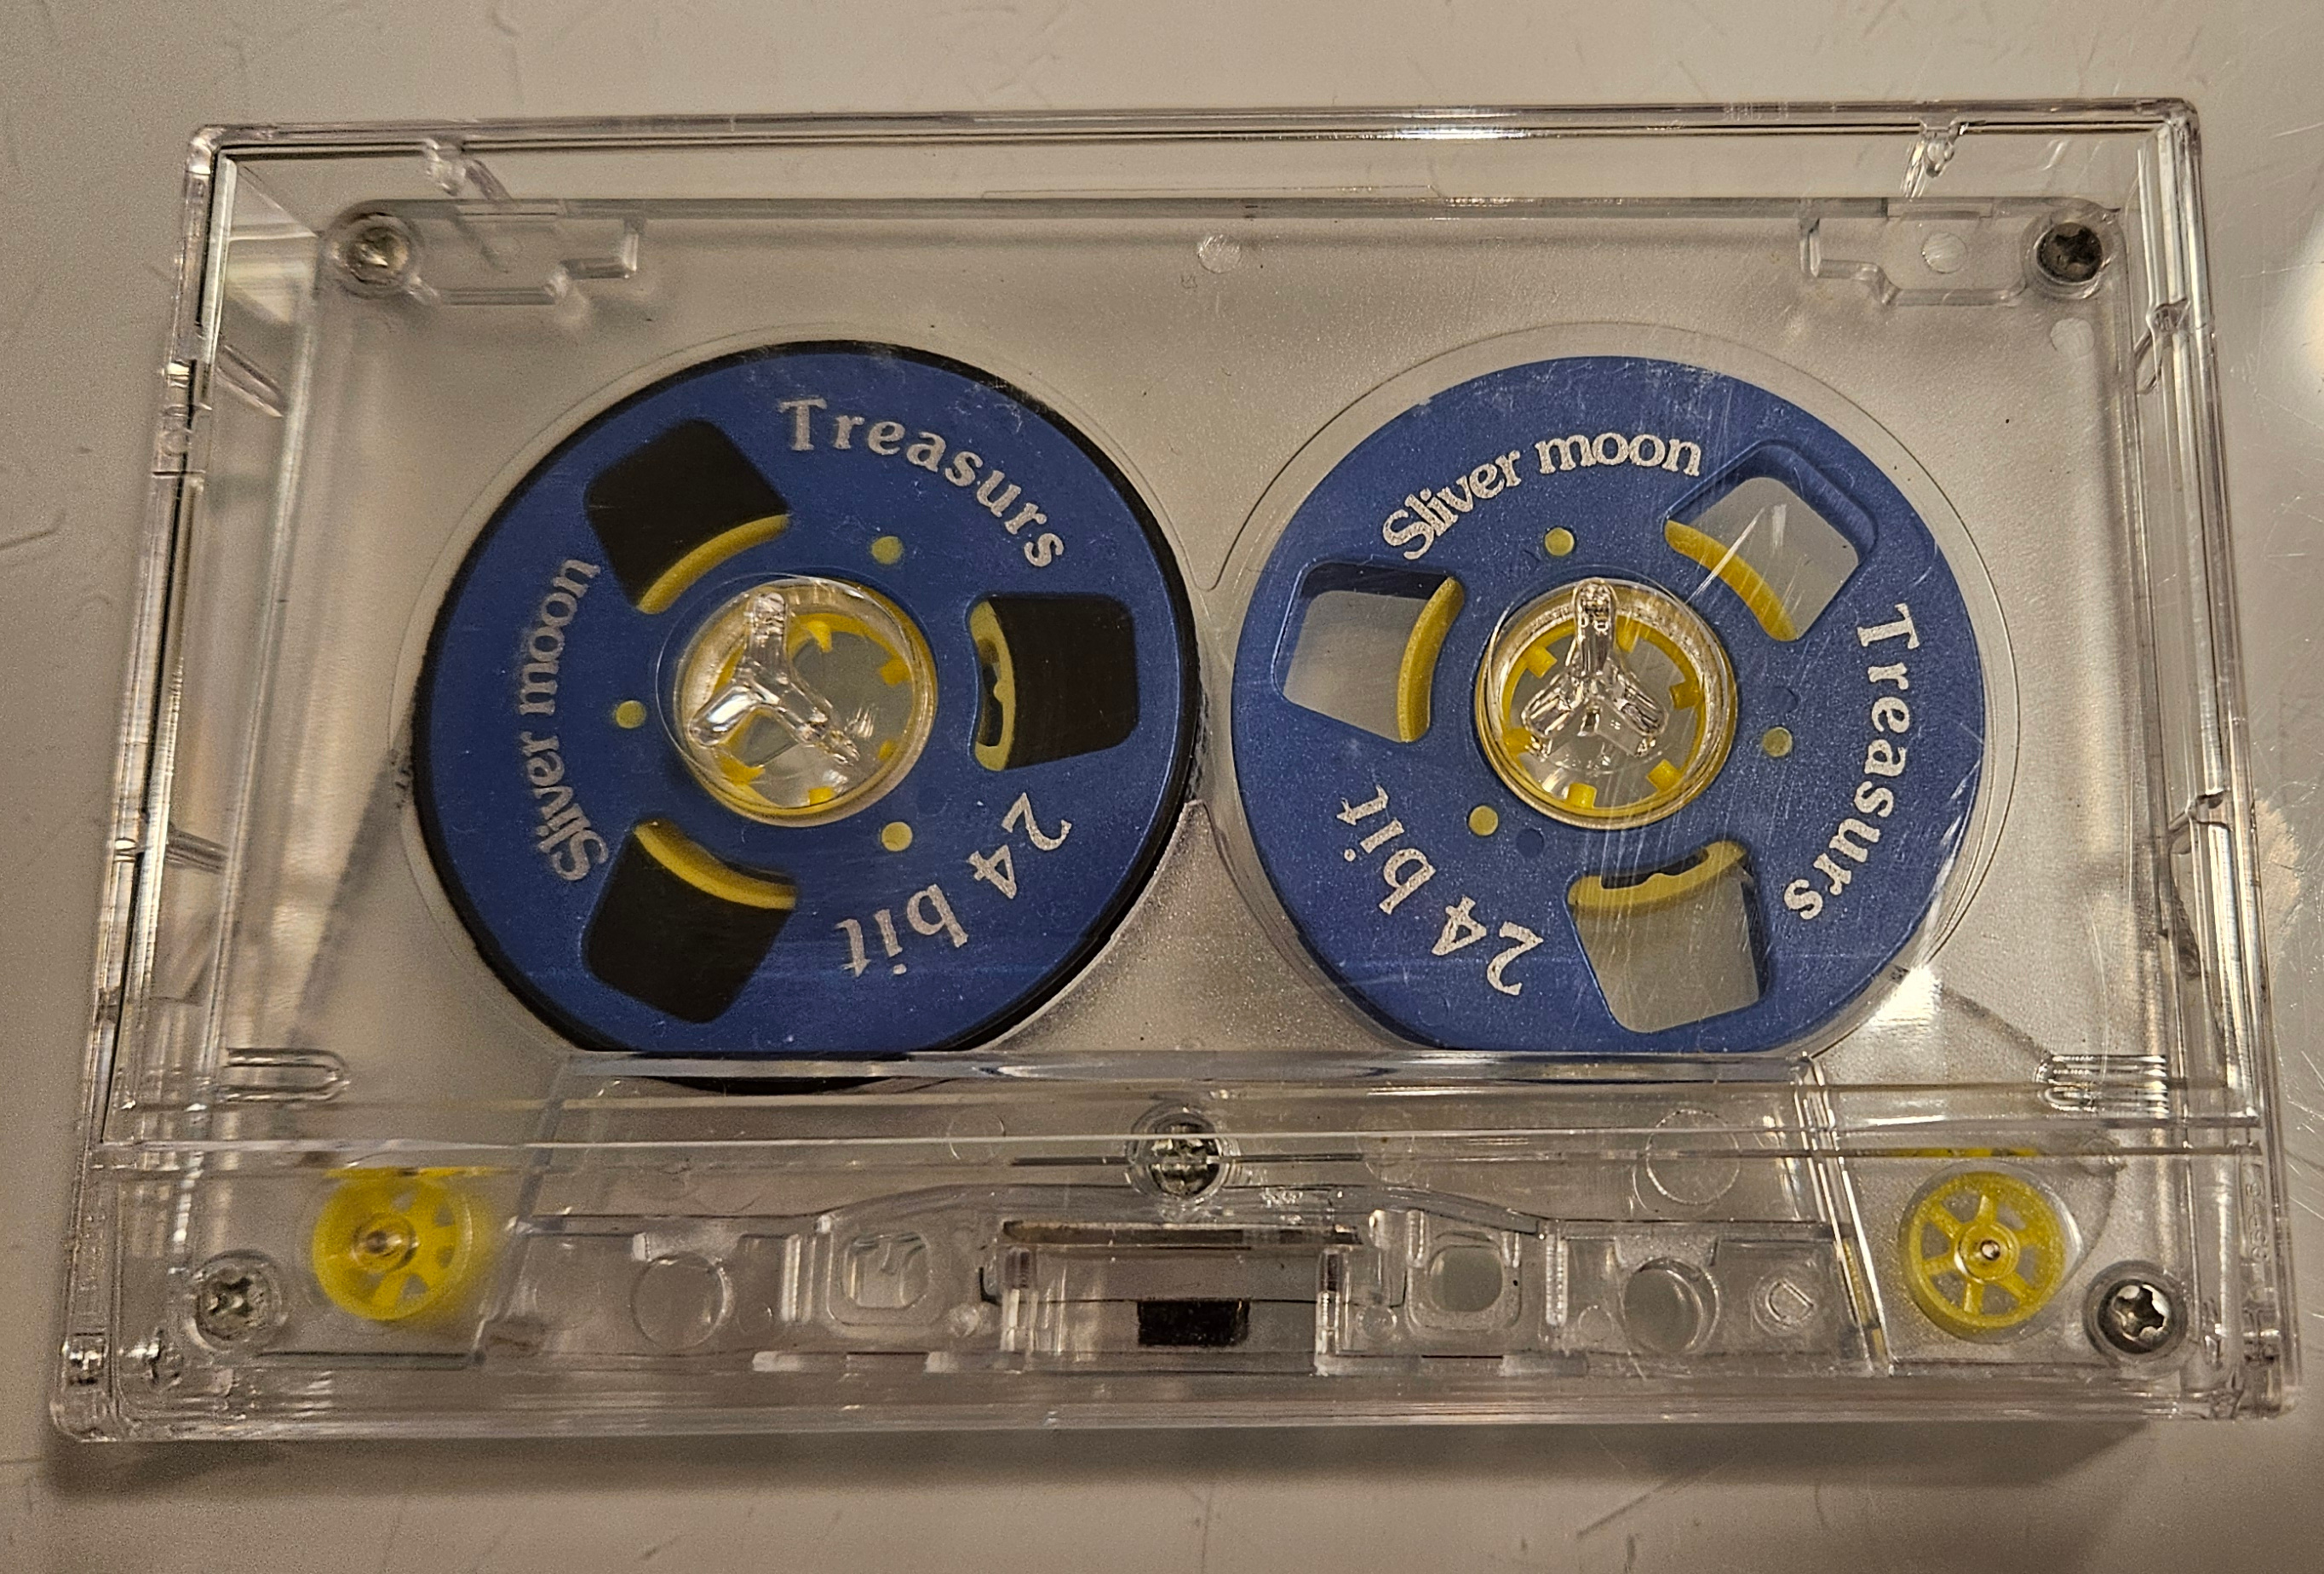 Treasurs
24 bit
Sliver moon
Sliver moon
Treasurs
24 bit